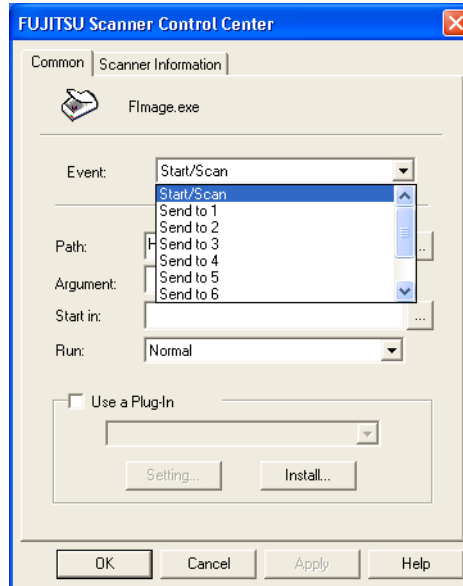 FUJITSU Scanner Control Center
Common Scanner Information
FImage.exe
Event: Start/Scan
Start/Scan
Send to 1
Send to 2
Path: H Send to 3 ..
Send to 4
Argument: Send to 5
Send to 6
Start in: ...
Run: Normal
Use a Plug-In
Setting... Install...
OK Cancel Apply Help